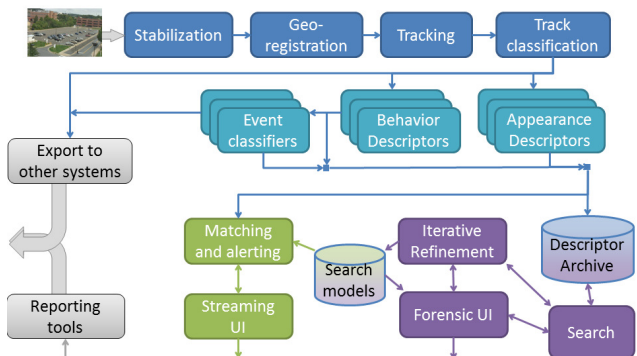 Stabilization
Geo-
registration
Tracking
Track
classification
Event
classifiers
Behavior
Descriptors
Appearance
Descriptors
Export to
other systems
Matching
and alerting
Search
models
Iterative
Refinement
Descriptor
Archive
Reporting
tools
Streaming
UI
Forensic UI
Search